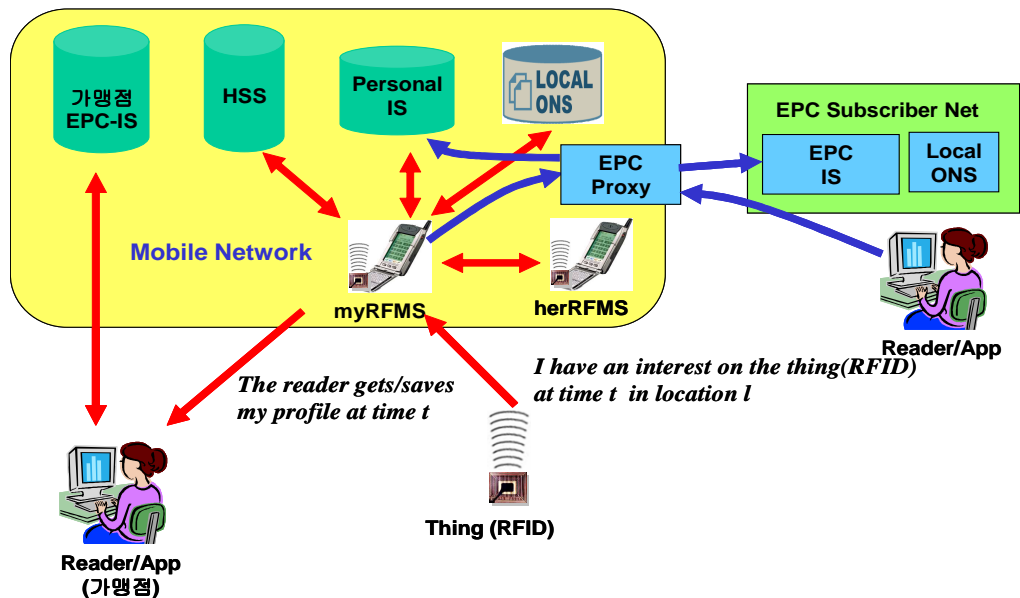 가맹점
EPC-IS
HSS
Personal
IS
LOCAL
ONS
EPC Subscriber Net
EPC
IS
Local
ONS
EPC
Proxy
Mobile Network
myRFMS
herRFMS
Reader/App
The reader gets/saves
my profile at time t
I have an interest on the thing(RFID)
at time t in location l
Thing (RFID)
Reader/App
(가맹점)